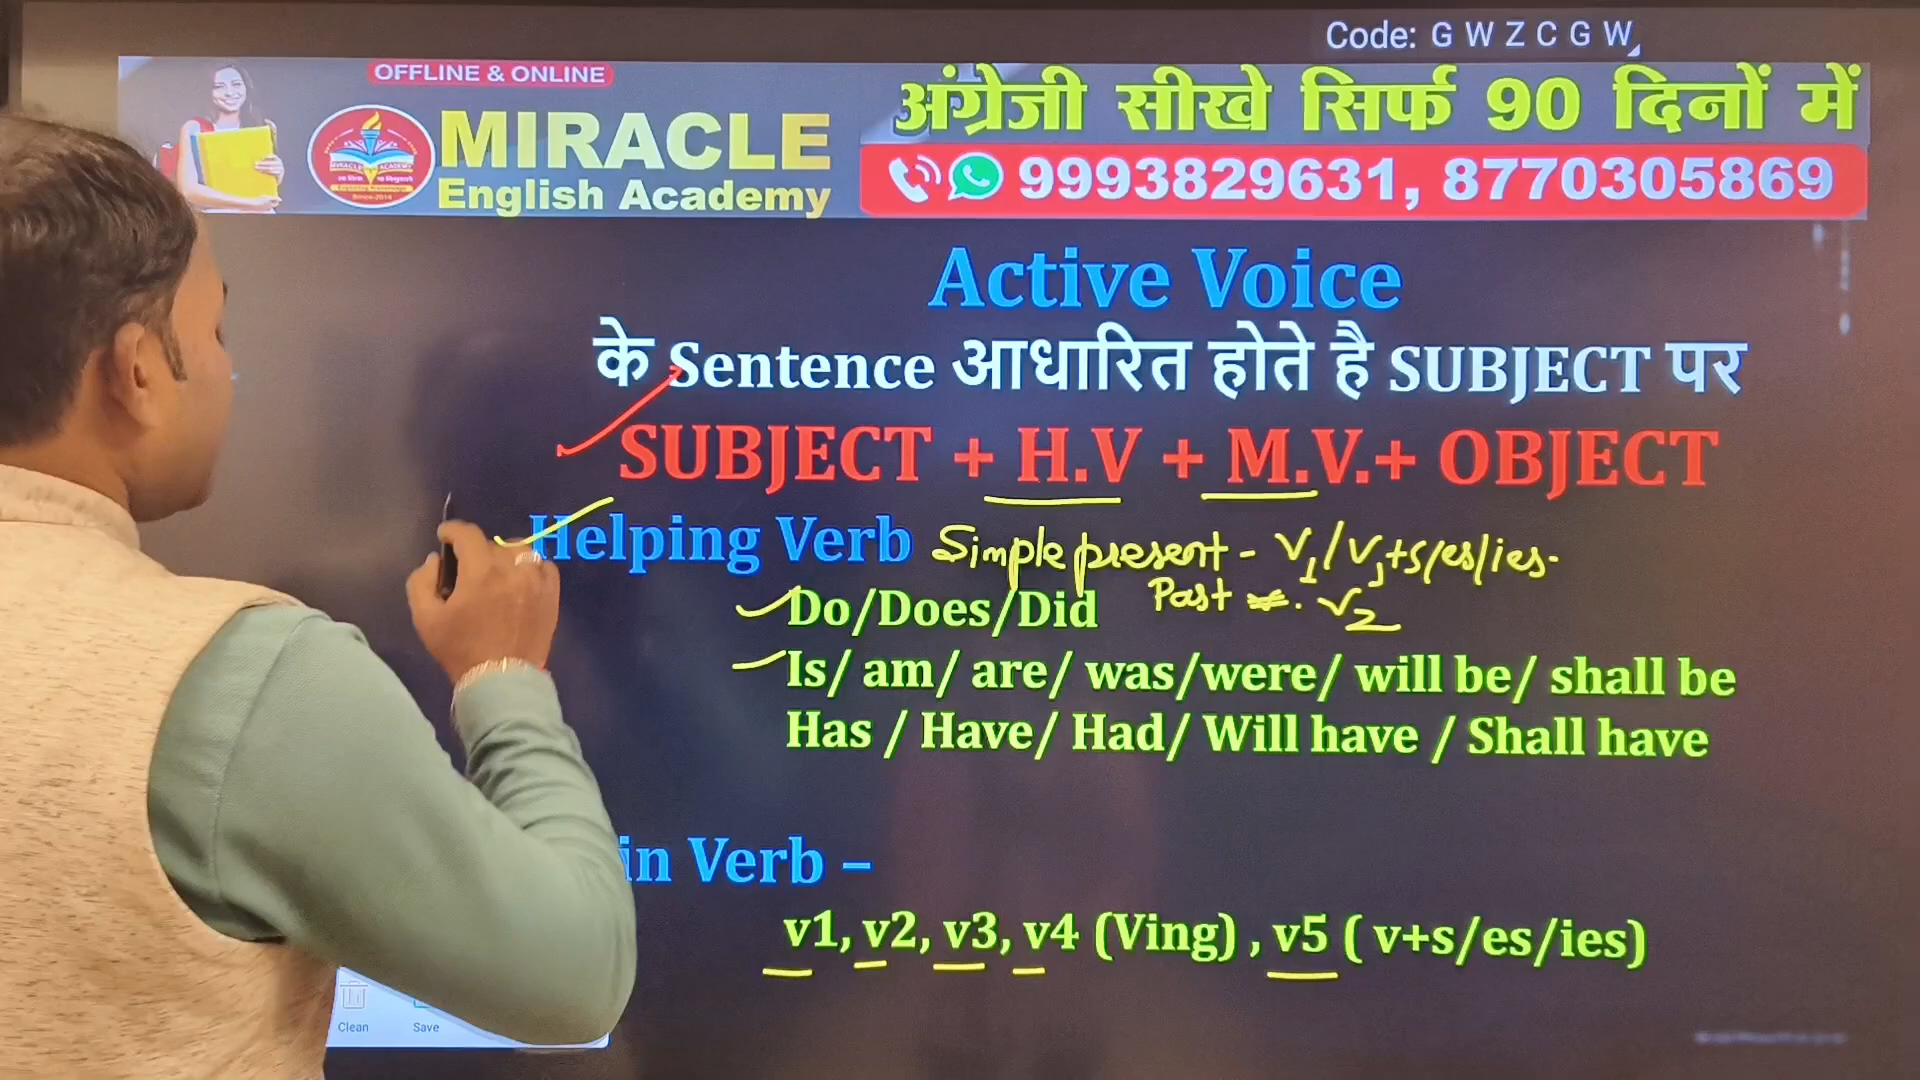 Code: G W Z C G W
OFFLINE & ONLINE
MIRACLE
English Academy
अंग्रेजी सीखे सिर्फ 90 दिनों में
9993829631, 8770305869
Active Voice
के Sentence आधारित होते है SUBJECT पर
SUBJECT + H.V + M.V.+ OBJECT
Helping Verb Simple present - V1/V1+s/es/ies.
Do/Does/Did Past . V2
Is/ am/ are/ was/were/ will be/ shall be
Has / Have/ Had/ Will have / Shall have
in Verb –
v1, v2, v3, v4 (Ving) , v5 ( v+s/es/ies)
Clean Save